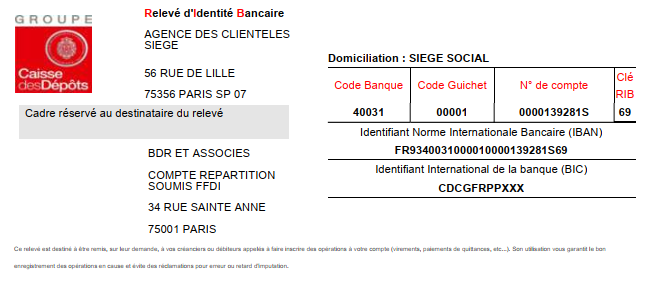 GROUPE
Caisse
desDépôts
Relevé d'Identité Bancaire
AGENCE DES CLIENTELES
SIEGE
56 RUE DE LILLE
75356 PARIS SP 07
Cadre réservé au destinataire du relevé
BDR ET ASSOCIES
COMPTE REPARTITION
SOUMIS FFDI
34 RUE SAINTE ANNE
75001 PARIS
Domiciliation : SIEGE SOCIAL
Code Banque Code Guichet N° de compte Clé RIB
40031 00001 0000139281S 69
Identifiant Norme Internationale Bancaire (IBAN)
FR9340031000010000139281S69
Identifiant International de la banque (BIC)
CDCGFRPPXXX
Ce relevé est destiné à être remis, sur leur demande, à vos créanciers ou débiteurs appelés à faire inscrire des opérations à votre compte (virements, paiements de quittances, etc...). Son utilisation vous garantit le bon
enregistrement des opérations en cause et évite des réclamations pour erreur ou retard d'imputation.